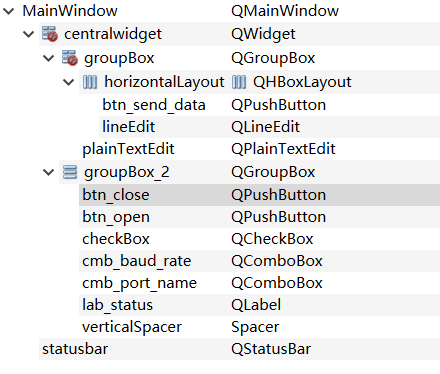 MainWindow QMainWindow
centralwidget QWidget
groupBox QGroupBox
horizontalLayout QHBoxLayout
btn_send_data QPushButton
lineEdit QLineEdit
plainTextEdit QPlainTextEdit
groupBox_2 QGroupBox
btn_close QPushButton
btn_open QPushButton
checkBox QCheckBox
cmb_baud_rate QComboBox
cmb_port_name QComboBox
lab_status QLabel
verticalSpacer Spacer
statusbar QStatusBar